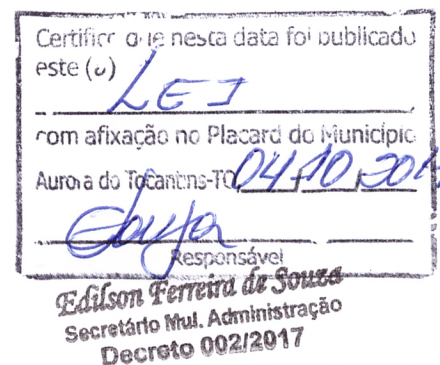 Certifico que nesta data foi publicado
este (a)
LEI
com afixação no Placard do Município
Aurora do Tocantins-TO 04/10/
Souza
Responsável
Edilson Ferreira de Souza
Secretário Mul. Administração
Decreto 002/2017